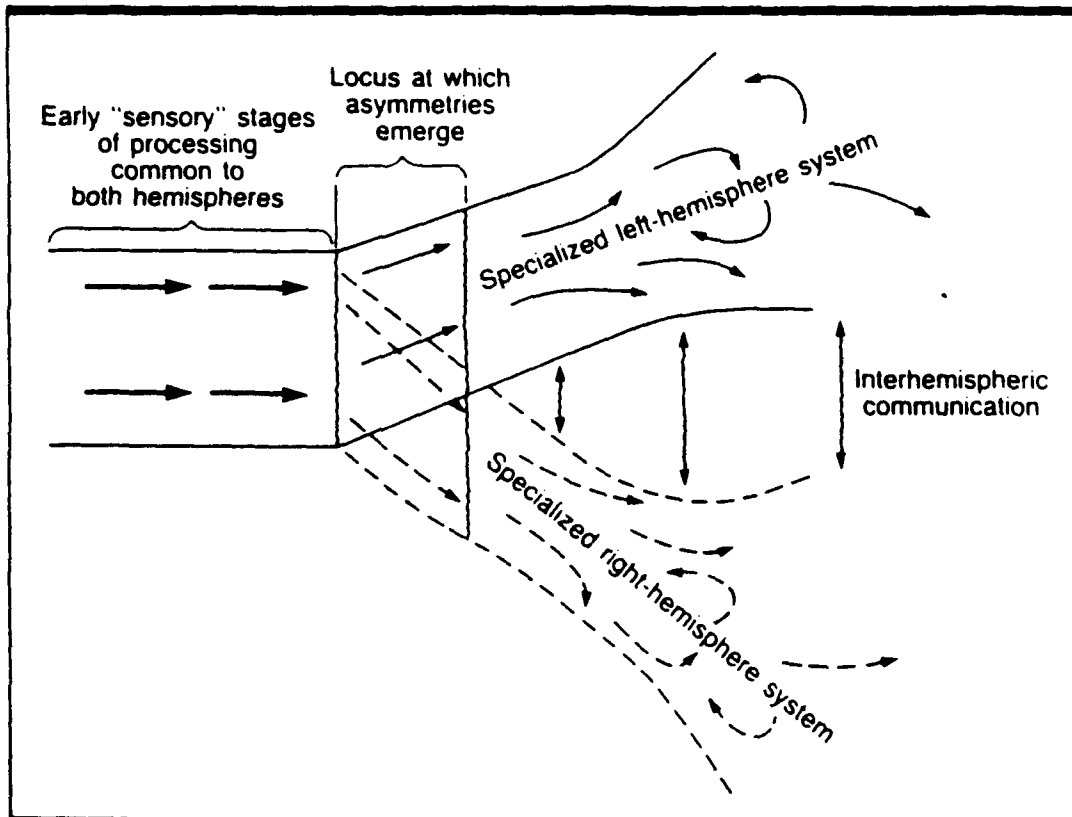 Early "sensory" stages
of processing
common to
both hemispheres
Locus at which
asymmetries
emerge
Specialized left-hemisphere system
Interhemispheric
communication
Specialized right-hemisphere system